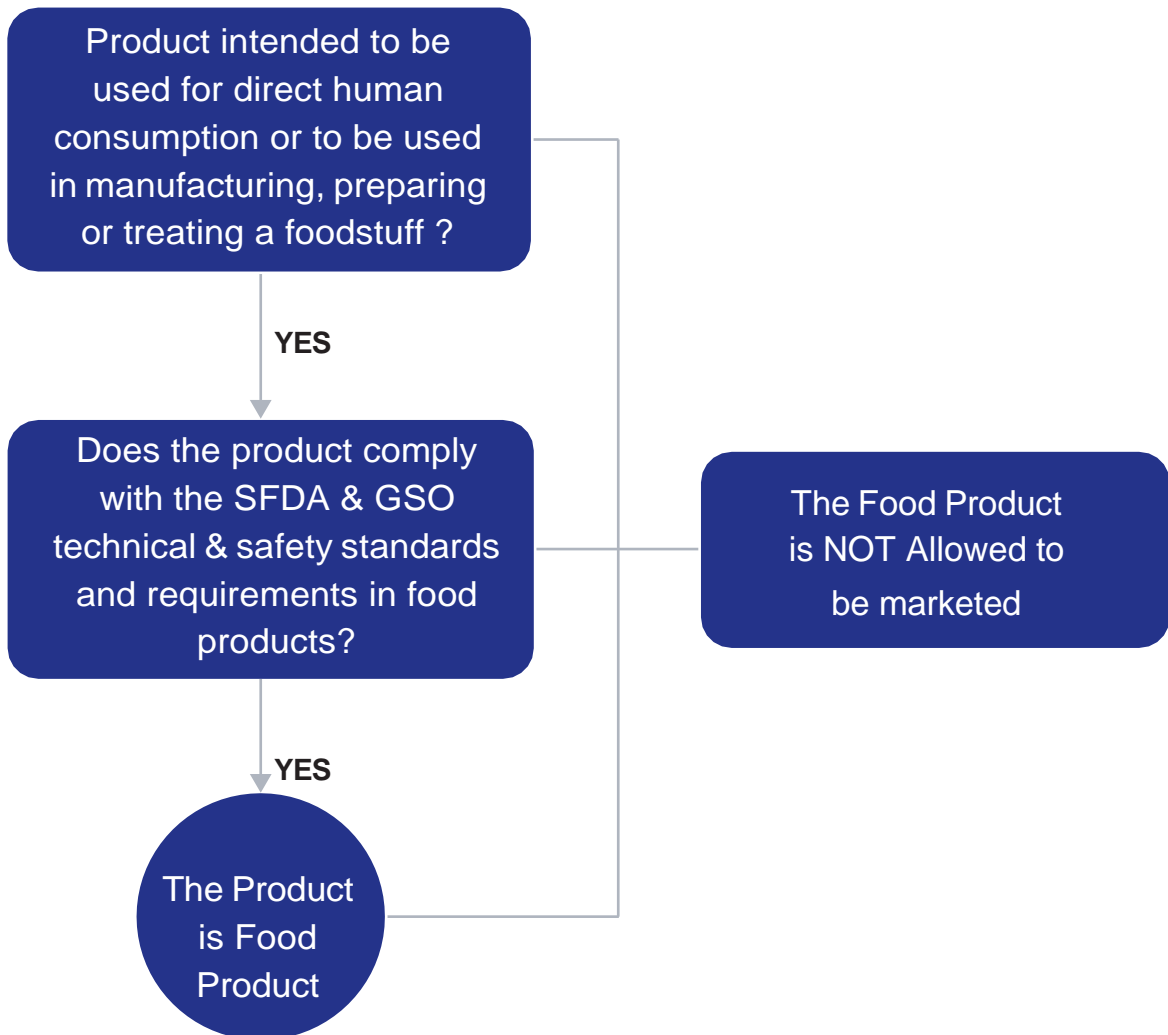 Product intended to be
used for direct human
consumption or to be used
in manufacturing, preparing
or treating a foodstuff ?
YES
Does the product comply
with the SFDA & GSO
technical & safety standards
and requirements in food
products?
The Food Product
is NOT Allowed to
be marketed
YES
The Product
is Food
Product